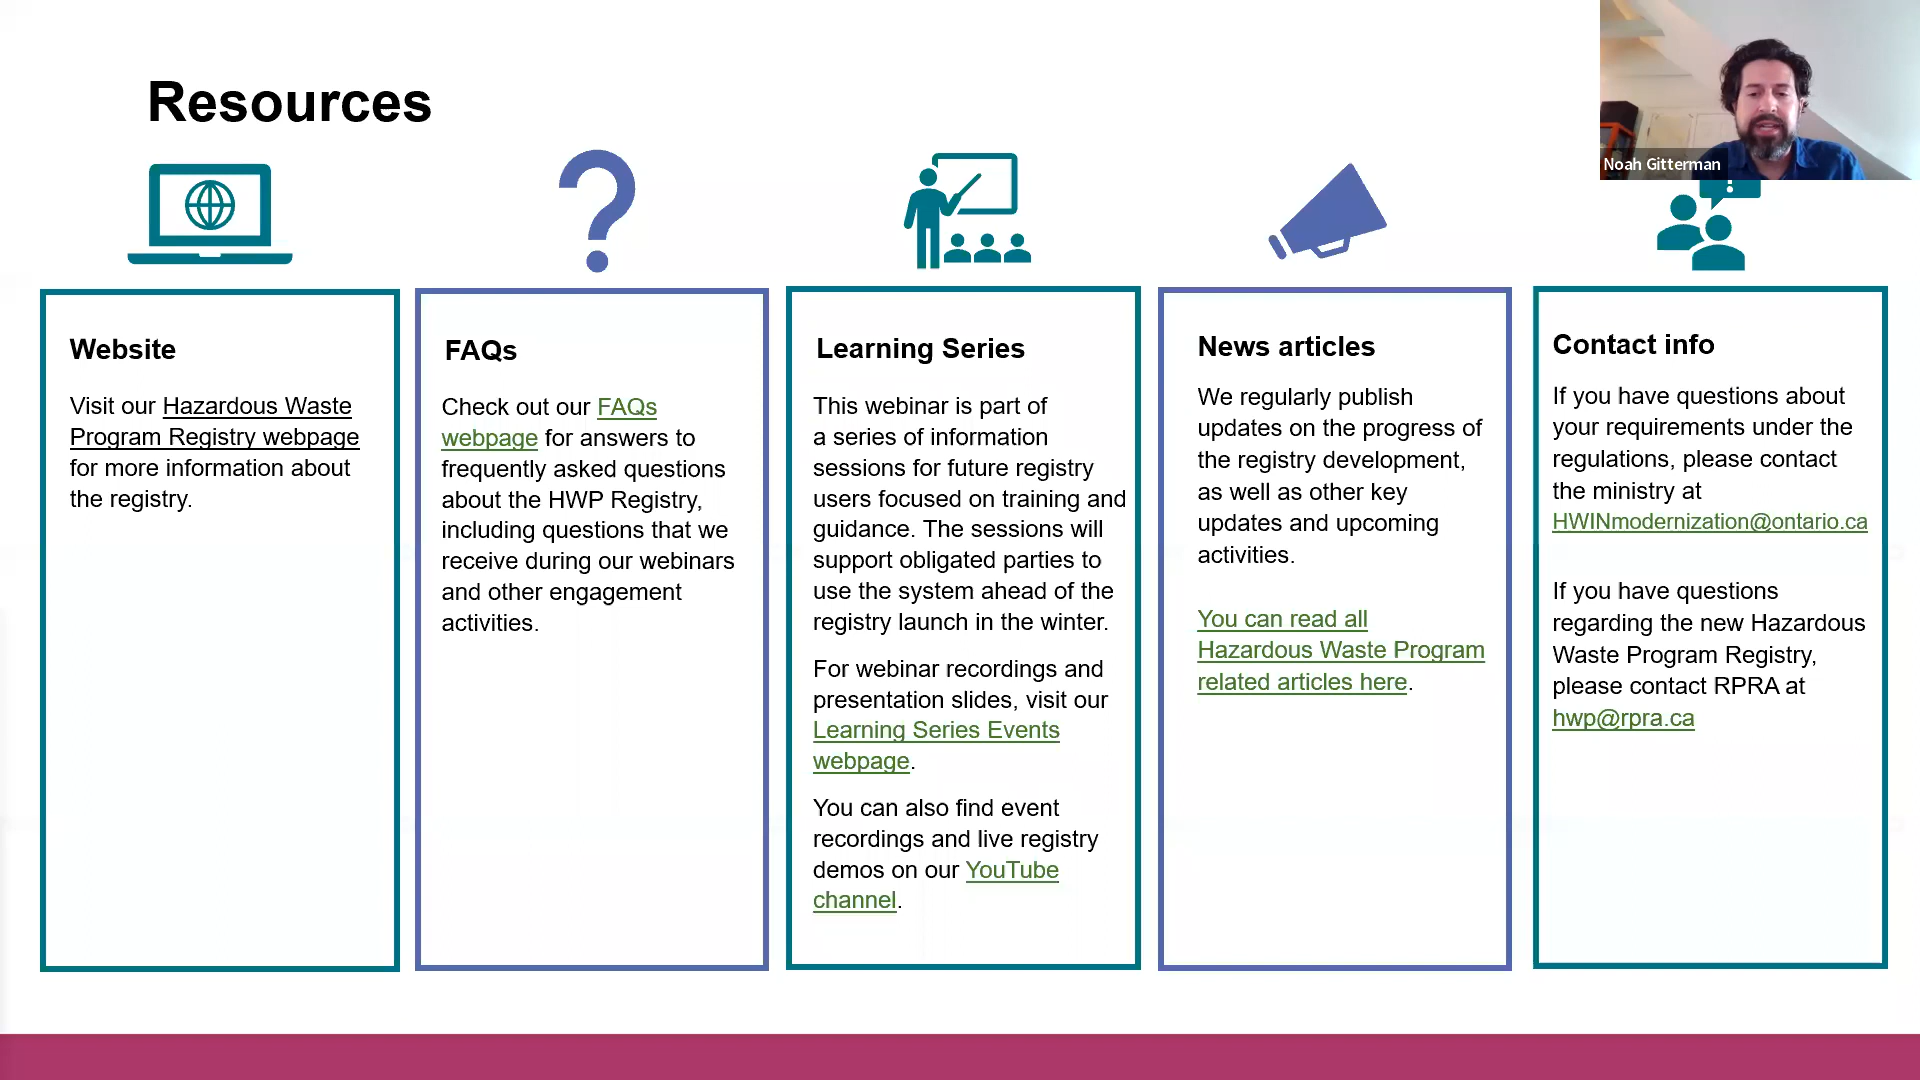 Resources
Noah Gitterman
Website
Visit our Hazardous Waste
Program Registry webpage
for more information about
the registry.
FAQs
Check out our FAQs
webpage for answers to
frequently asked questions
about the HWP Registry,
including questions that we
receive during our webinars
and other engagement
activities.
Learning Series
This webinar is part of
a series of information
sessions for future registry
users focused on training and
guidance. The sessions will
support obligated parties to
use the system ahead of the
registry launch in the winter.
For webinar recordings and
presentation slides, visit our
Learning Series Events
webpage.
You can also find event
recordings and live registry
demos on our YouTube
channel.
News articles
We regularly publish
updates on the progress of
the registry development,
as well as other key
updates and upcoming
activities.
You can read all
Hazardous Waste Program
related articles here.
Contact info
If you have questions about
your requirements under the
regulations, please contact
the ministry at
HWINmodernization@ontario.ca
If you have questions
regarding the new Hazardous
Waste Program Registry,
please contact RPRA at
hwp@rpra.ca